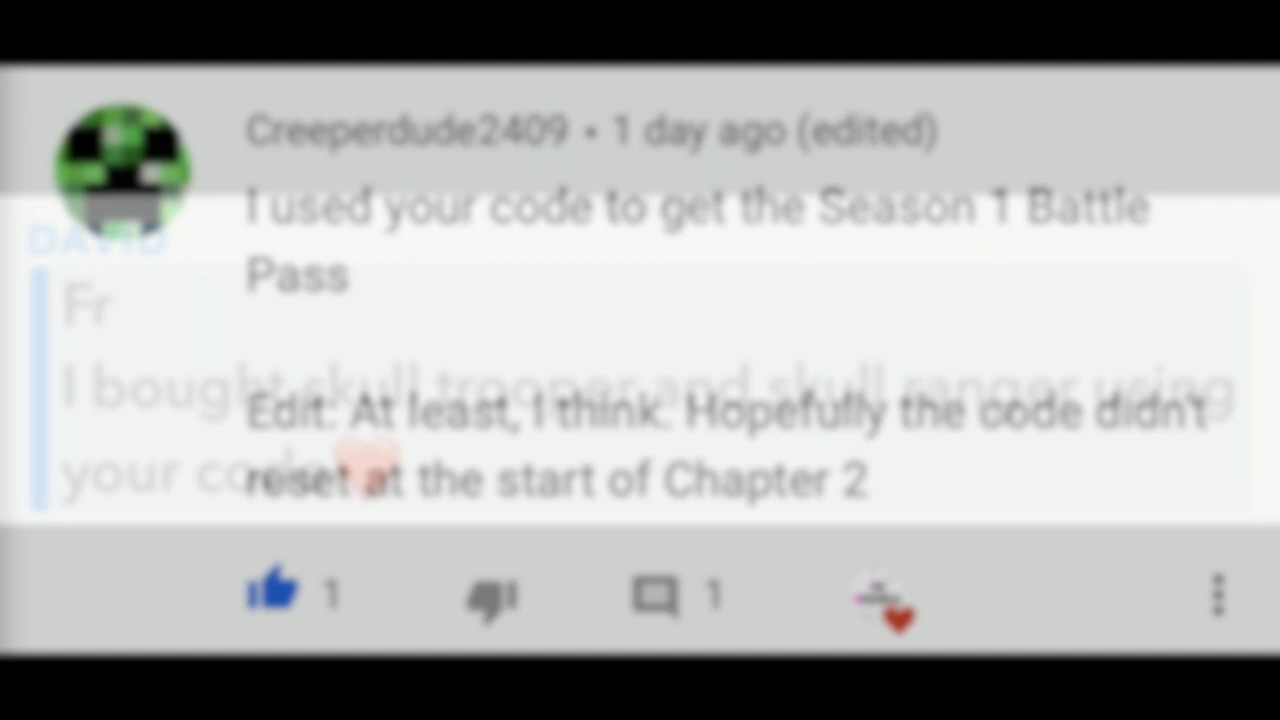 Creeperdude2409 • 1 day ago (edited)
I used your code to get the Season 1 Battle
Pass
Edit: At least, I think. Hopefully the code didn't
reset at the start of Chapter 2
1
1
DAVID
Fr
I bought skull trooper and skull ranger using
your code ❤